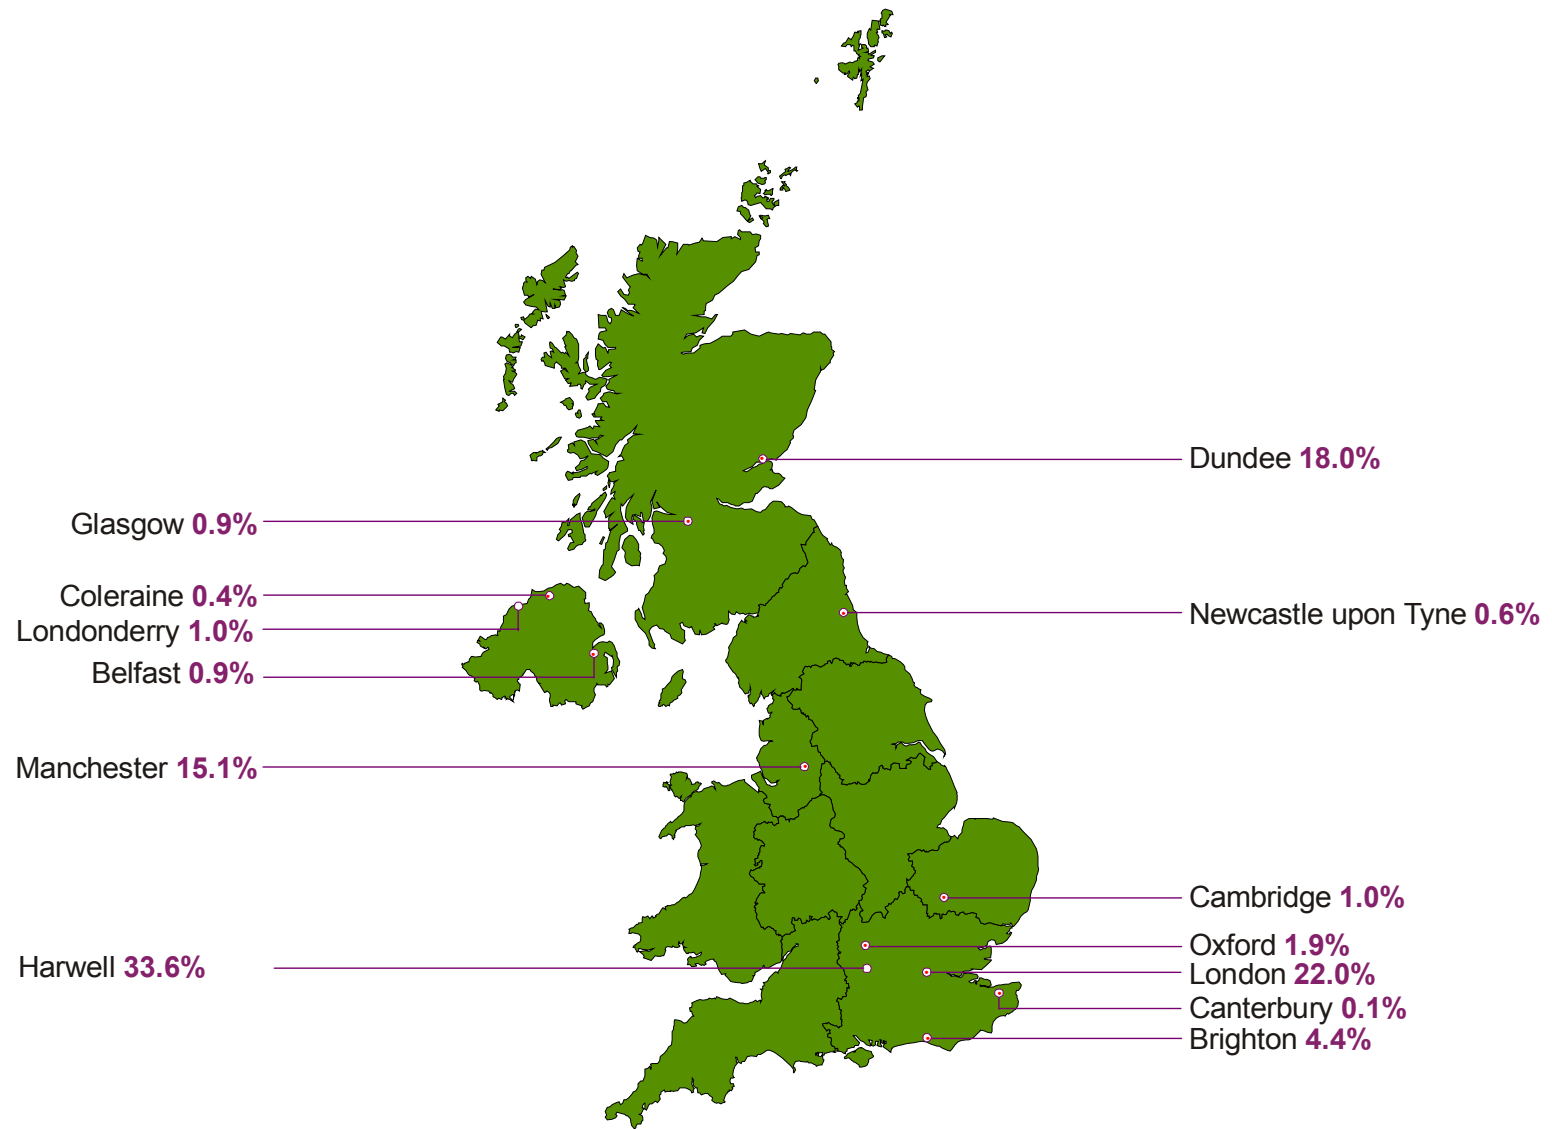 Dundee 18.0%
Glasgow 0.9%
Coleraine 0.4%
Londonderry 1.0%
Belfast 0.9%
Newcastle upon Tyne 0.6%
Manchester 15.1%
Cambridge 1.0%
Oxford 1.9%
Harwell 33.6%
London 22.0%
Canterbury 0.1%
Brighton 4.4%